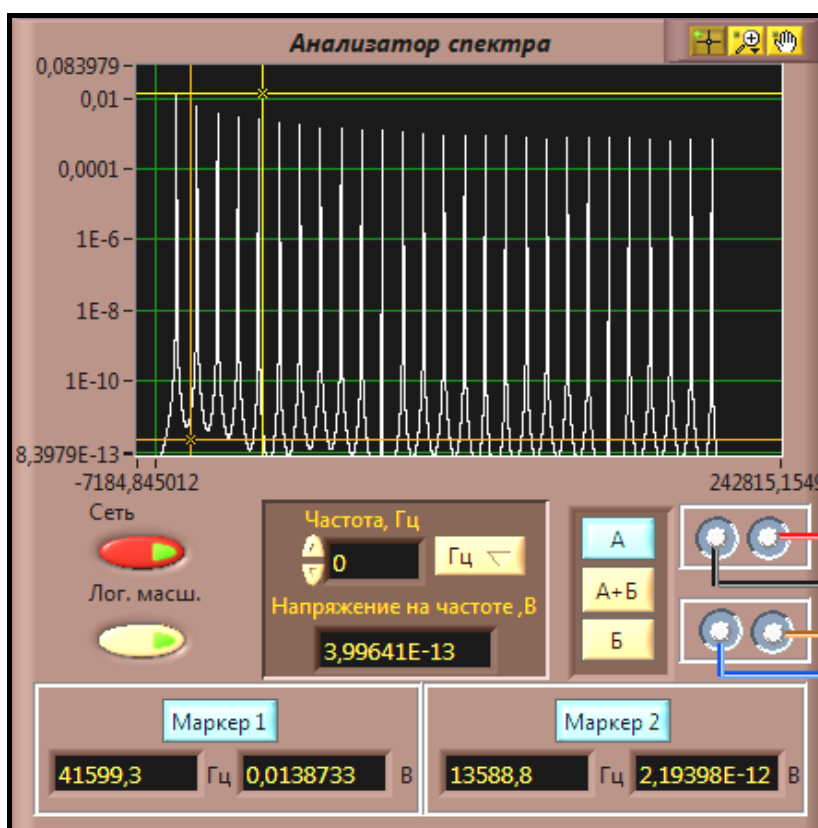 Анализатор спектра
0,083979
0,01
0,0001
1E-6
1E-8
1E-10
8,3979E-13
-7184,845012
242815,1549
Сеть
Лог. масш.
Частота, Гц
0
Гц
Напряжение на частоте ,В
3,99641E-13
А
А+Б
Б
Маркер 1
41599,3 Гц 0,0138733 В
Маркер 2
13588,8 Гц 2,19398E-12 В